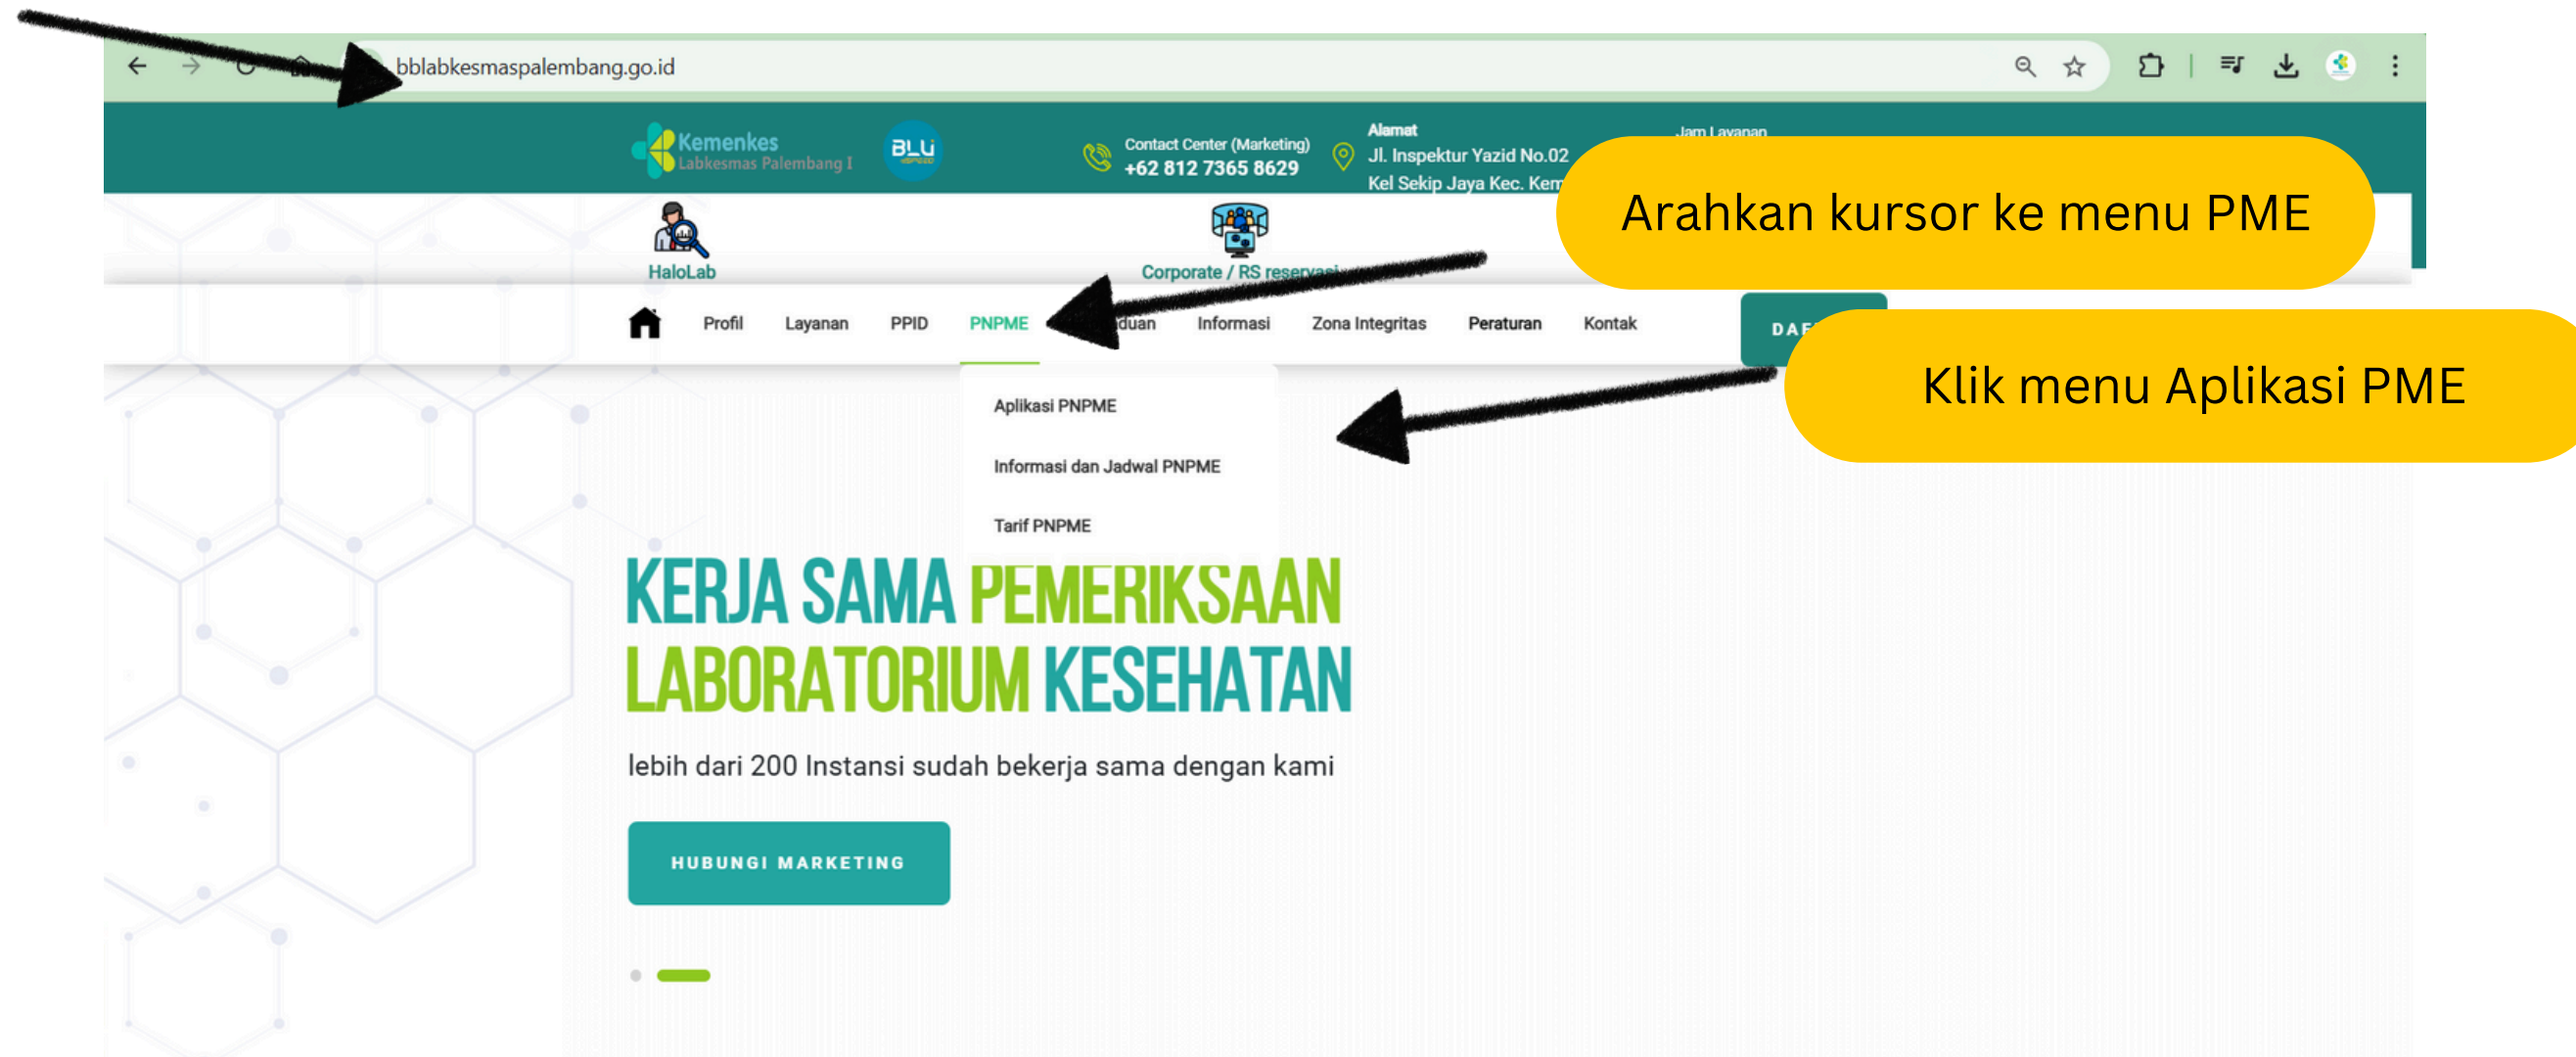 bblabkesmaspalembang.go.id
Kemenkes
Labkesmas Palembang I
BLU
Contact Center (Marketing)
+62 812 7365 8629
Alamat
Jl. Inspektur Yazid No.02
Kel Sekip Jaya Kec.
Jam Layanan
Arahkan kursor ke menu PME
HaloLab
Corporate / RS reservasi
Profil
Layanan
PPID
PNPME
Informasi
Zona Integritas
Peraturan
Kontak
Klik menu Aplikasi PME
Aplikasi PNPME
Informasi dan Jadwal PNPME
Tarif PNPME
KERJA SAMA PEMERIKSAAN
LABORATORIUM KESEHATAN
lebih dari 200 Instansi sudah bekerja sama dengan kami
HUBUNGI MARKETING